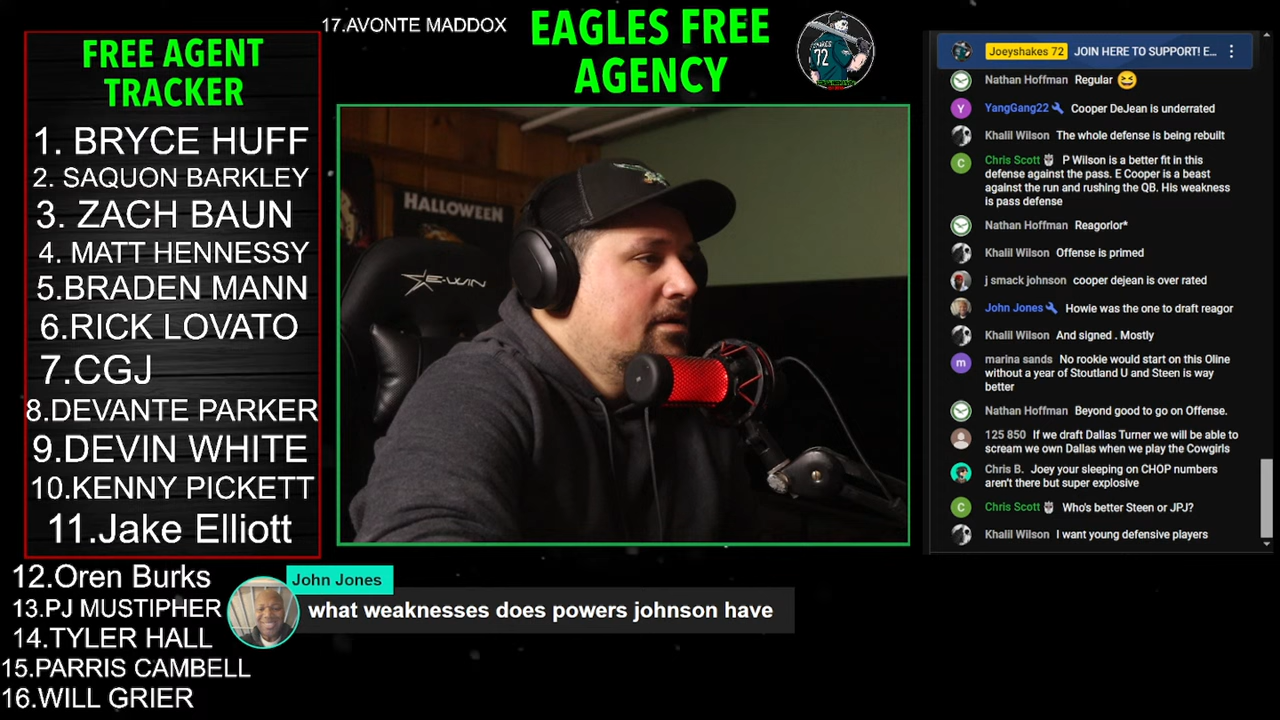 17.AVONTE MADDOX
EAGLES FREE
AGENCY
FREE AGENT
TRACKER
1. BRYCE HUFF
2. SAQUON BARKLEY
3. ZACH BAUN
4. MATT HENNESSY
5.BRADEN MANN
6.RICK LOVATO
7.CGJ
8.DEVANTE PARKER
9.DEVIN WHITE
10.KENNY PICKETT
11.Jake Elliott
12.Oren Burks
13.PJ MUSTIPHER
14.TYLER HALL
15.PARRIS CAMBELL
16.WILL GRIER
72
HALLOWEEN
E-WIN
Joeyshakes 72 JOIN HERE TO SUPPORT! E...
Nathan Hoffman Regular 😆
YangGang22 Cooper DeJean is underrated
Khalil Wilson The whole defense is being rebuilt
Chris Scott P Wilson is a better fit in this
defense against the pass. E Cooper is a beast
against the run and rushing the QB. His weakness
is pass defense
Nathan Hoffman Reagorlor*
Khalil Wilson Offense is primed
j smack johnson cooper dejean is over rated
John Jones Howie was the one to draft reagor
Khalil Wilson And signed . Mostly
marina sands No rookie would start on this Oline
without a year of Stoutland U and Steen is way
better
Nathan Hoffman Beyond good to go on Offense.
125 850 If we draft Dallas Turner we will be able to
scream we own Dallas when we play the Cowgirls
Chris B. Joey your sleeping on CHOP numbers
aren't there but super explosive
Chris Scott Who's better Steen or JPJ?
Khalil Wilson I want young defensive players
John Jones
what weaknesses does powers johnson have